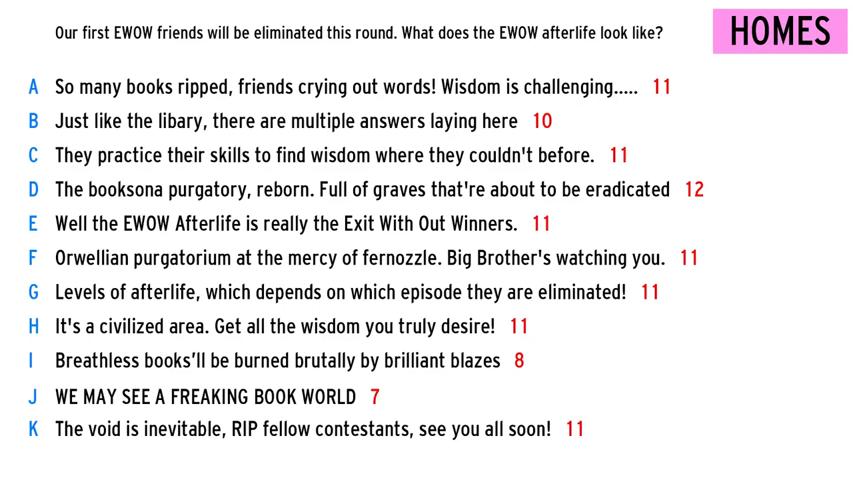 Our first EWOW friends will be eliminated this round. What does the EWOW afterlife look like?
HOMES
A So many books ripped, friends crying out words! Wisdom is challenging..... 11
B Just like the libary, there are multiple answers laying here 10
C They practice their skills to find wisdom where they couldn't before. 11
D The booksona purgatory, reborn. Full of graves that're about to be eradicated 12
E Well the EWOW Afterlife is really the Exit With Out Winners. 11
F Orwellian purgatorium at the mercy of fernozzle. Big Brother's watching you. 11
G Levels of afterlife, which depends on which episode they are eliminated! 11
H It's a civilized area. Get all the wisdom you truly desire! 11
I Breathless books'll be burned brutally by brilliant blazes 8
J WE MAY SEE A FREAKING BOOK WORLD 7
K The void is inevitable, RIP fellow contestants, see you all soon! 11